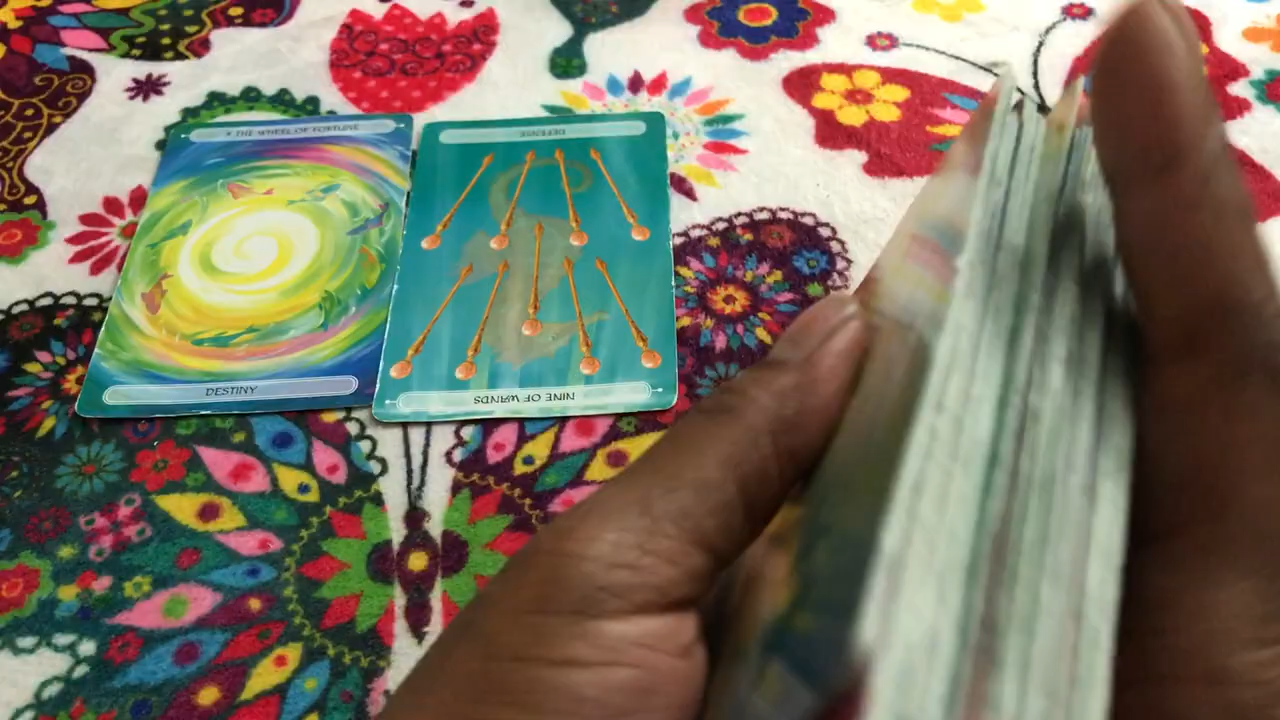 X THE WHEEL OF FORTUNE
DESTINY
DEFENSE
NINE OF WANDS